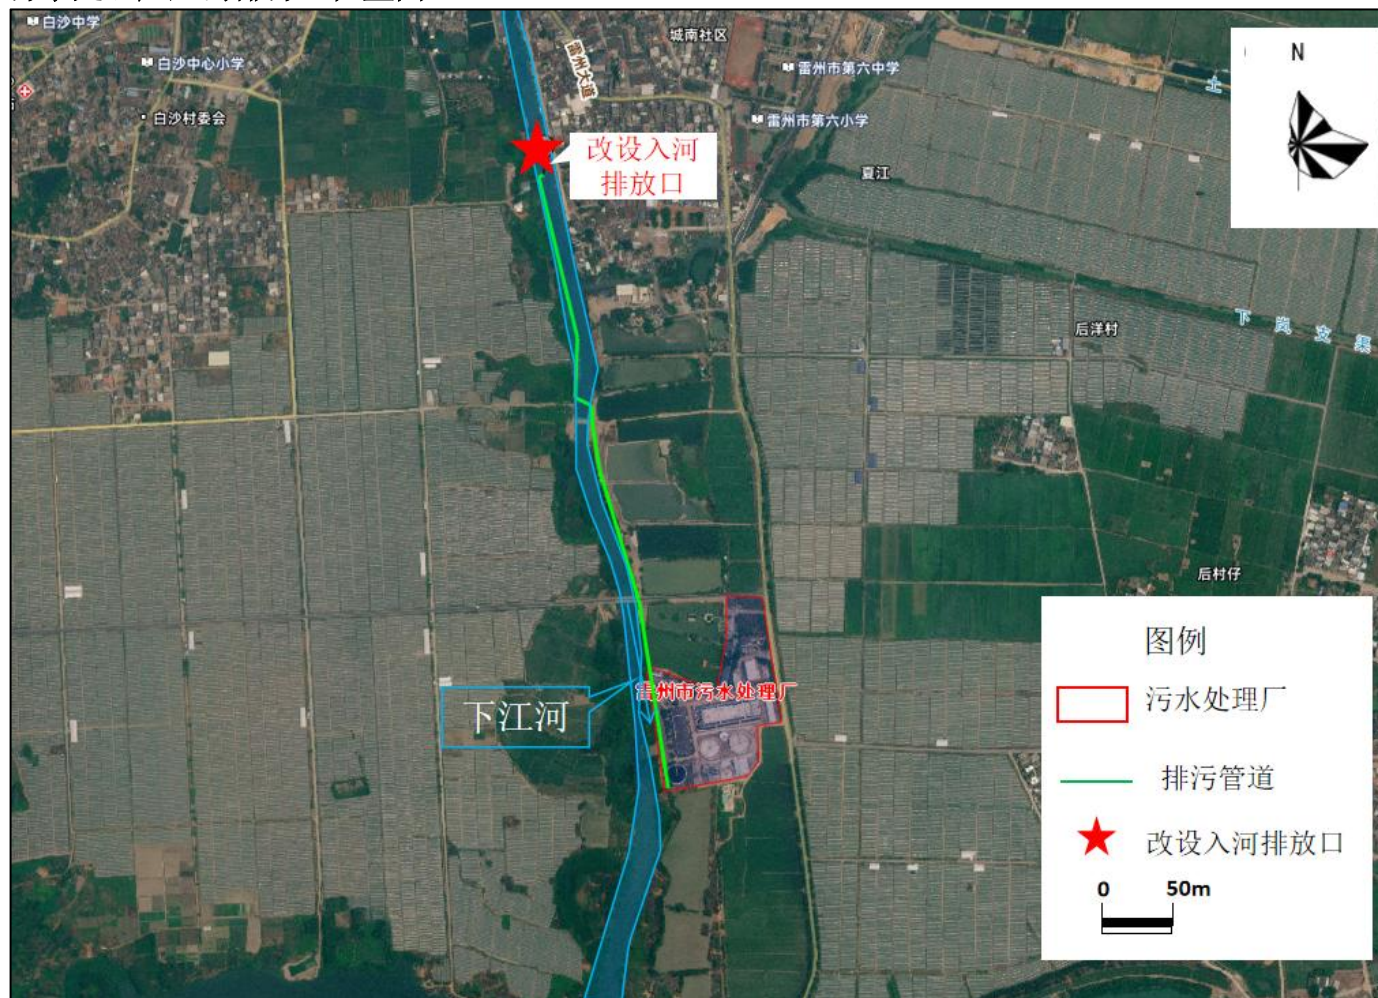 白沙中学
城南社区
白沙中心小学
雷州大道
雷州市第六中学
土
N
白沙村委会
雷州市第六小学
改设入河
排放口
夏江
下岚支渠
后洋村
后村仔
图例
雷州市污水处理厂
污水处理厂
下江河
排污管道
改设入河排放口
0 50m